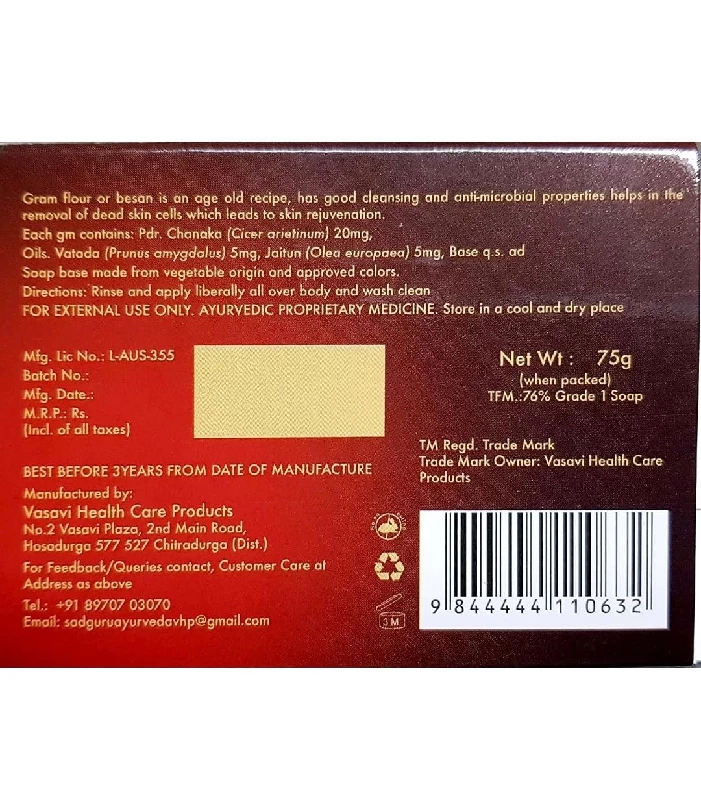 Gram flour or besan is an age old recipe, has good cleansing and anti-microbial properties helps in the
removal of dead skin cells which leads to skin rejuvenation.
Each gm contains: Pdr. Chanaka (Cicer arietinum) 20mg,
Oils. Vatada (Prunus amygdalus) 5mg, Jaitun (Olea europaea) 5mg, Base q.s. ad
Soap base made from vegetable origin and approved colors.
Directions: Rinse and apply liberally all over body and wash clean
FOR EXTERNAL USE ONLY. AYURVEDIC PROPRIETARY MEDICINE. Store in a cool and dry place
Mfg. Lic No.: L-AUS-355
Batch No.:
Mfg. Date.:
M.R.P.: Rs.
(Incl. of all taxes)
Net Wt : 75g
(when packed)
TFM.:76% Grade 1 Soap
TM Regd. Trade Mark
Trade Mark Owner: Vasavi Health Care
Products
BEST BEFORE 3YEARS FROM DATE OF MANUFACTURE
Manufactured by:
Vasavi Health Care Products
No.2 Vasavi Plaza, 2nd Main Road,
Hosadurga 577 527 Chitradurga (Dist.)
For Feedback/Queries contact, Customer Care at
Address as above
Tel.: +91 89707 03070
Email: sadguruayurvedavhp@gmail.com
3M
9 844444 110632